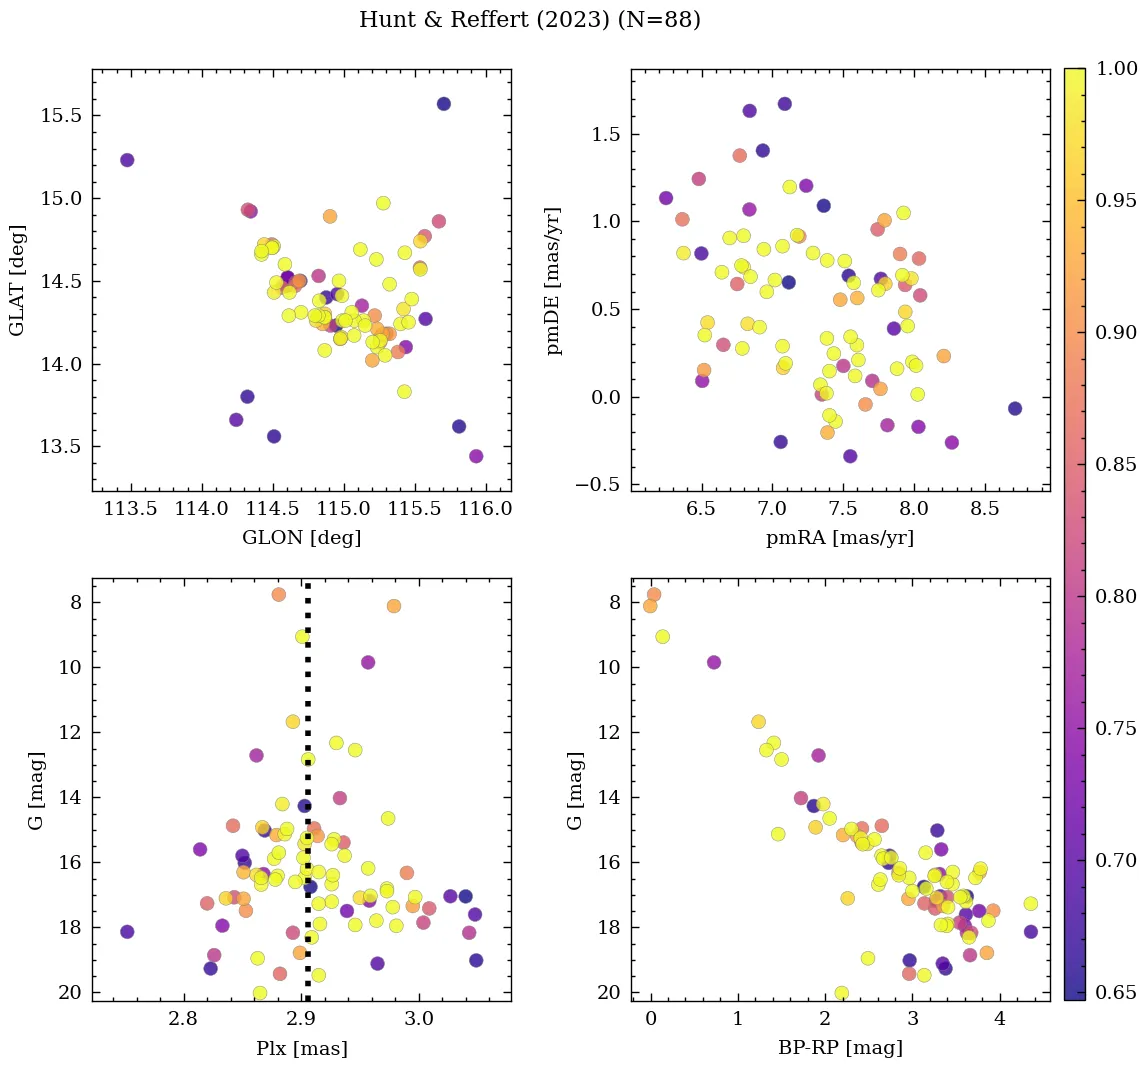 Hunt & Reffert (2023) (N=88)
15.5
15.0
14.5
14.0
13.5
GLAT [deg]
113.5 114.0 114.5 115.0 115.5 116.0
GLON [deg]
1.5
1.0
0.5
0.0
−0.5
pmDE [mas/yr]
6.5 7.0 7.5 8.0 8.5
pmRA [mas/yr]
8
10
12
14
16
18
20
G [mag]
2.8 2.9 3.0
Plx [mas]
8
10
12
14
16
18
20
G [mag]
0 1 2 3 4
BP-RP [mag]
1.00
0.95
0.90
0.85
0.80
0.75
0.70
0.65